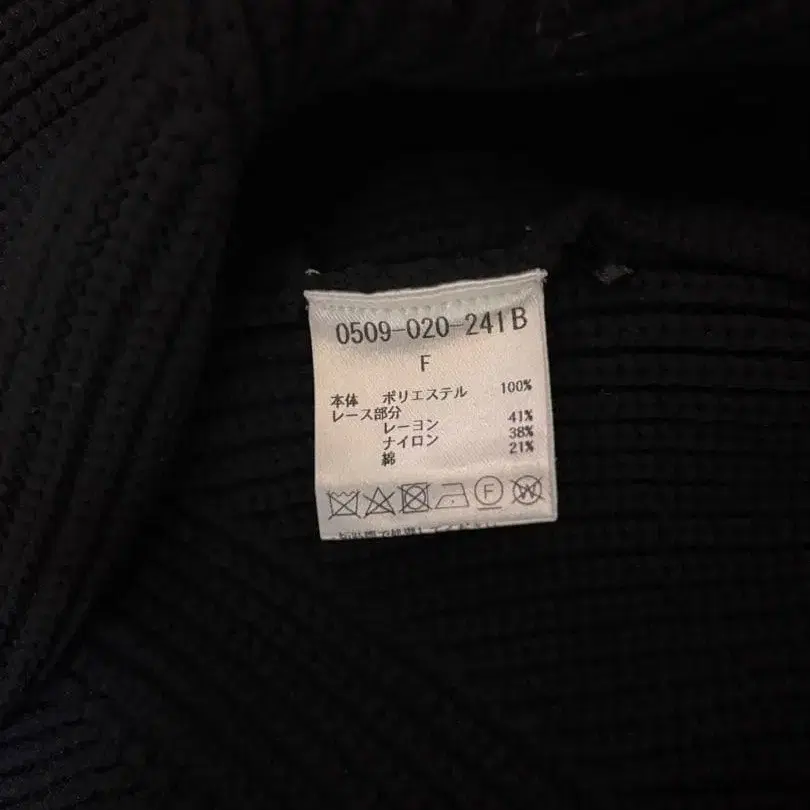 0509-020-241B
F
本体 ポリエステル 100%
レース部分
レーヨン 41%
ナイロン 38%
綿 21%
F W